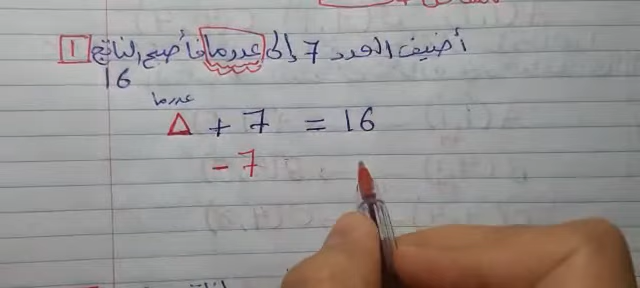 1 أضيف العدد 7 إلى عدد ما فأصبح الناتج
16
عدد ما
Δ + 7 = 16
- 7